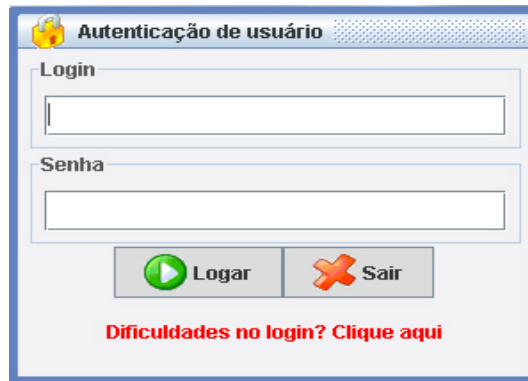 Autenticação de usuário
Login
Senha
Logar Sair
Dificuldades no login? Clique aqui